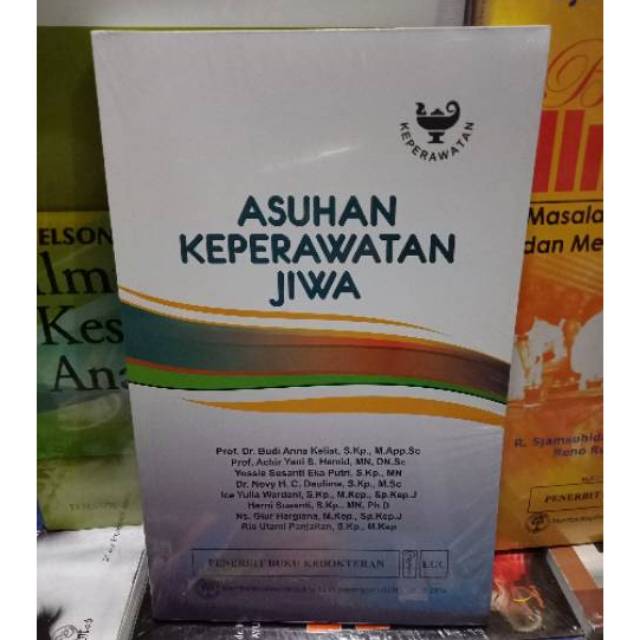 KEPERAWATAN
ASUHAN
KEPERAWATAN
JIWA
Prof. Dr. Budi Anna Keliat, S.Kp., M.App.Sc
Prof. Achir Yani S. Hamid, MN, DN.Sc
Yossie Susanti Eka Putri, S.Kp., MN
Dr. Novy H. C. Daulima, S.Kp., M.Sc
Ice Yulia Wardani, S.Kp., M.Kep., Sp.Kep.J
Herni Susanti, S.Kp., MN, Ph.D
Ns. Giur Hargiana, M.Kep., Sp.Kep.J
Ria Utami Panjaitan, S.Kp., M.Kep
PENERBIT BUKU KEDOKTERAN
EGC
ELSON
Kes
Ana
Masala
dan Me
PENERBIT